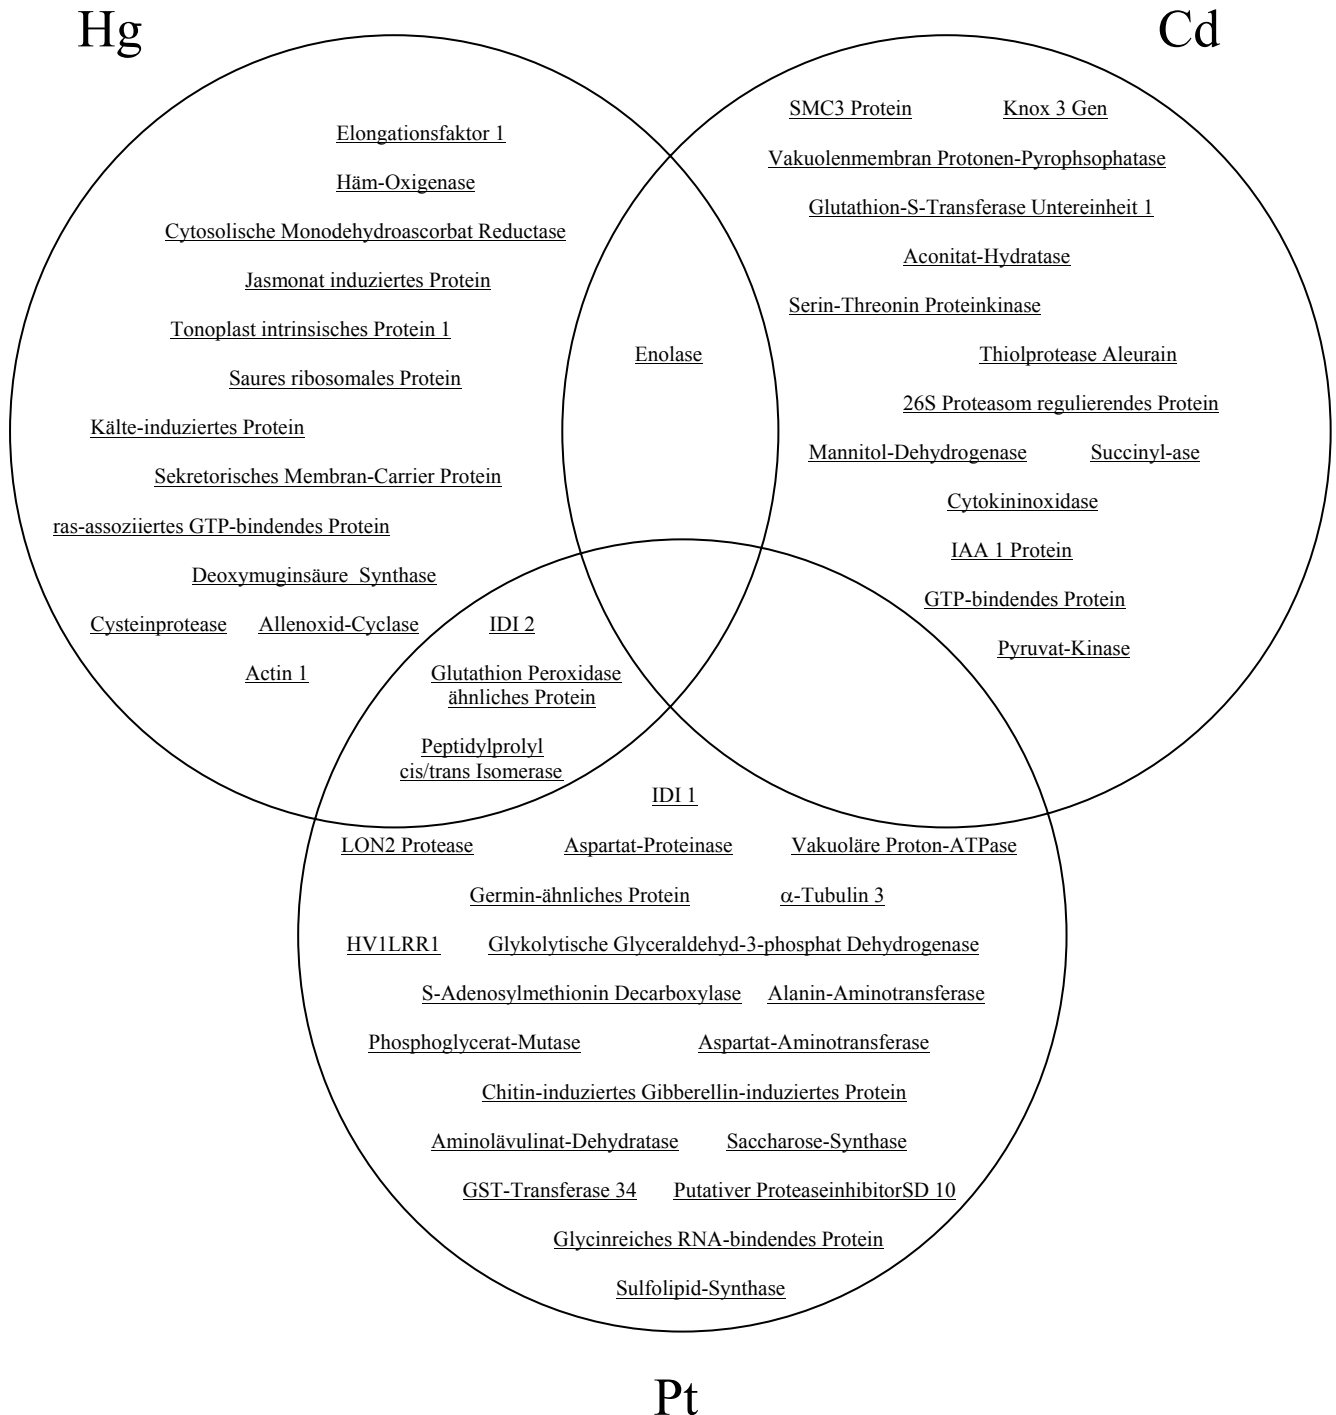 Hg
Cd
SMC3 Protein
Knox 3 Gen
Elongationsfaktor 1
Vakuolenmembran Protonen-Pyrophsophatase
Häm-Oxigenase
Glutathion-S-Transferase Untereinheit 1
Cytosolische Monodehydroascorbat Reductase
Aconitat-Hydratase
Jasmonat induziertes Protein
Serin-Threonin Proteinkinase
Tonoplast intrinsisches Protein 1
Enolase
Thiolprotease Aleurain
Saures ribosomales Protein
26S Proteasom regulierendes Protein
Kälte-induziertes Protein
Mannitol-Dehydrogenase
Succinyl-ase
Sekretorisches Membran-Carrier Protein
Cytokininoxidase
ras-assoziiertes GTP-bindendes Protein
IAA 1 Protein
Deoxymuginsäure Synthase
GTP-bindendes Protein
Cysteinprotease
Allenoxid-Cyclase
IDI 2
Pyruvat-Kinase
Actin 1
Glutathion Peroxidase
ähnliches Protein
Peptidylprolyl
cis/trans Isomerase
IDI 1
LON2 Protease
Aspartat-Proteinase
Vakuoläre Proton-ATPase
Germin-ähnliches Protein
α-Tubulin 3
HV1LRR1
Glykolytische Glyceraldehyd-3-phosphat Dehydrogenase
S-Adenosylmethionin Decarboxylase
Alanin-Aminotransferase
Phosphoglycerat-Mutase
Aspartat-Aminotransferase
Chitin-induziertes Gibberellin-induziertes Protein
Aminolävulinat-Dehydratase
Saccharose-Synthase
GST-Transferase 34
Putativer ProteaseinhibitorSD 10
Glycinreiches RNA-bindendes Protein
Sulfolipid-Synthase
Pt